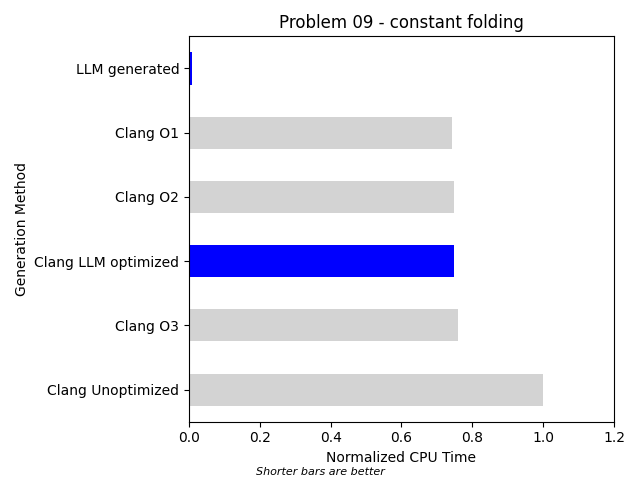 Problem 09 - constant folding
LLM generated
Clang O1
Clang O2
Clang LLM optimized
Clang O3
Clang Unoptimized
Generation Method
0.0 0.2 0.4 0.6 0.8 1.0 1.2
Normalized CPU Time
Shorter bars are better